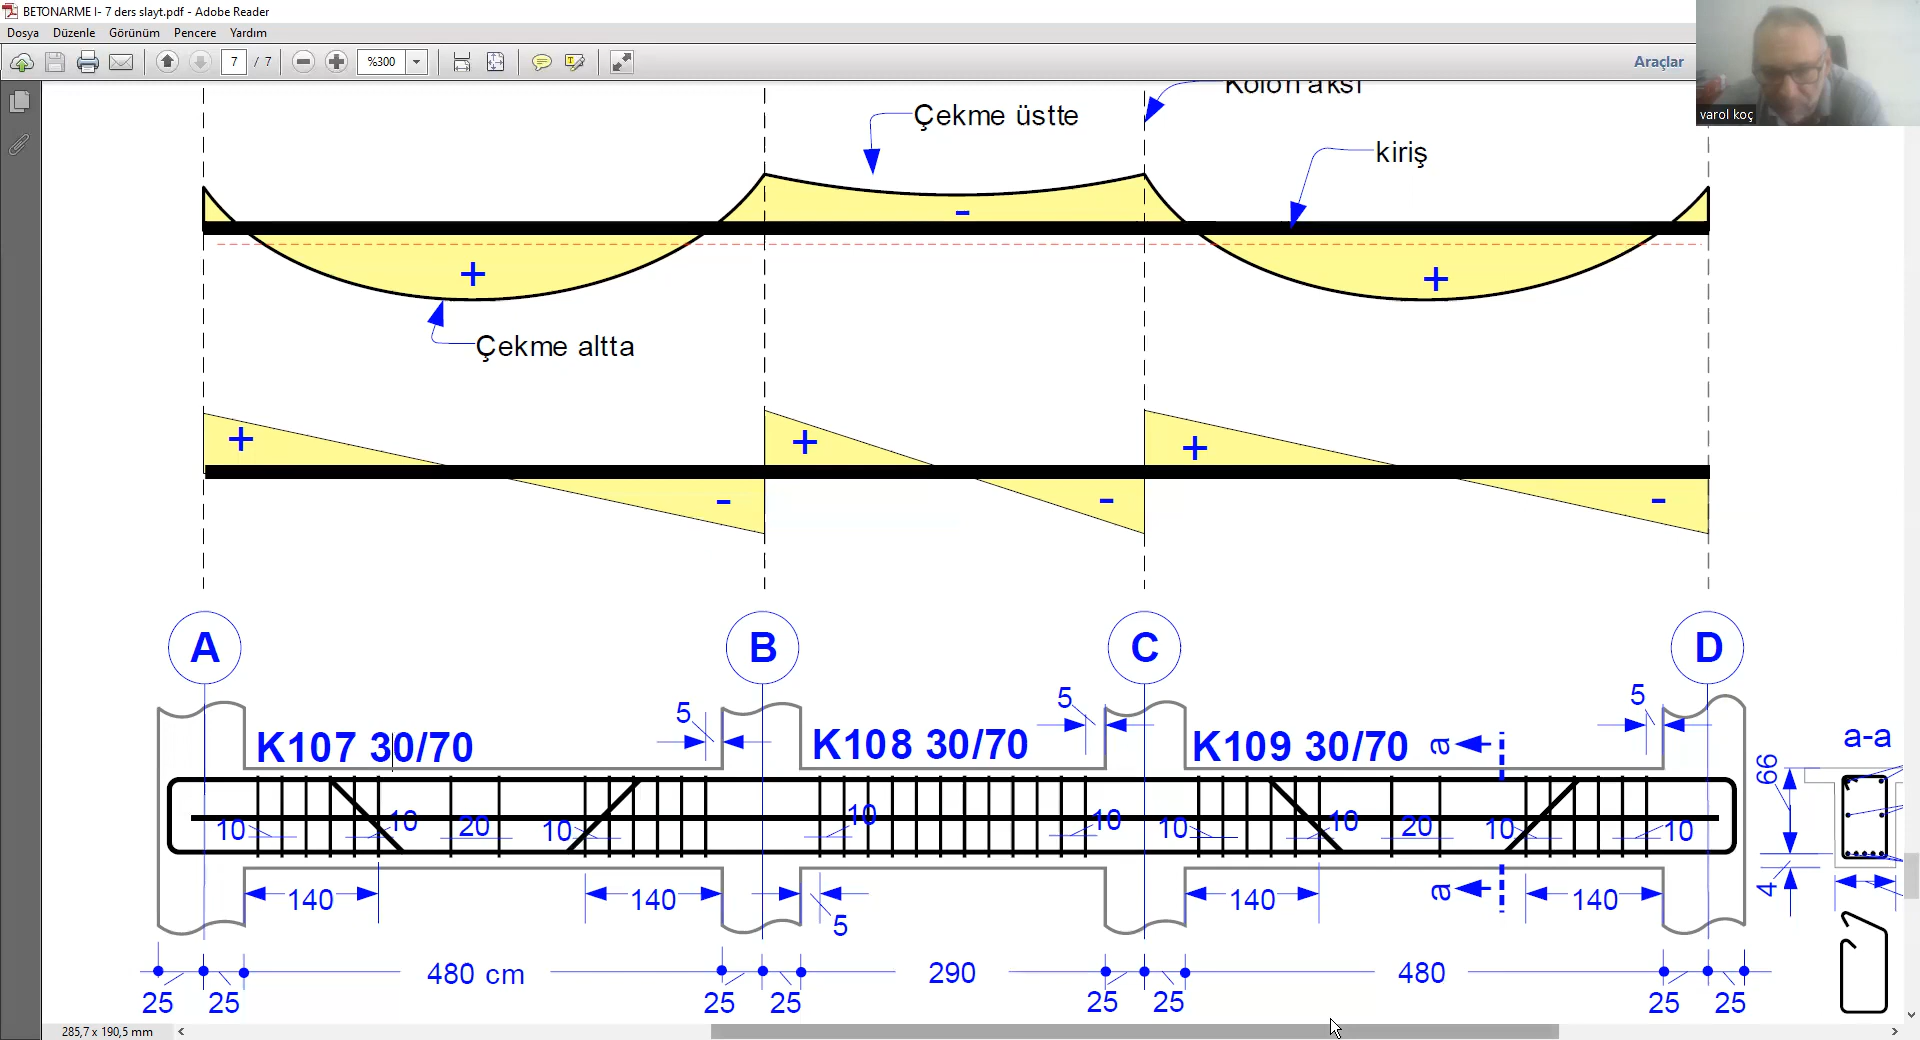 BETONARME I- 7 ders slayt.pdf - Adobe Reader
Dosya Düzenle Görünüm Pencere Yardım
7 / 7 %300 Araçlar
varol koç
Kolon aksı
Çekme üstte
kiriş
-
+ +
Çekme altta
+ + +
- - -
A B C D
5 5 5
K107 30/70 K108 30/70 K109 30/70 a a-a
66
10 10 20 10 10 10 10 10 20 10 10
140 140 5 140 a 140 4
480 cm 290 480
25 25 25 25 25 25 25 25
285,7 x 190,5 mm